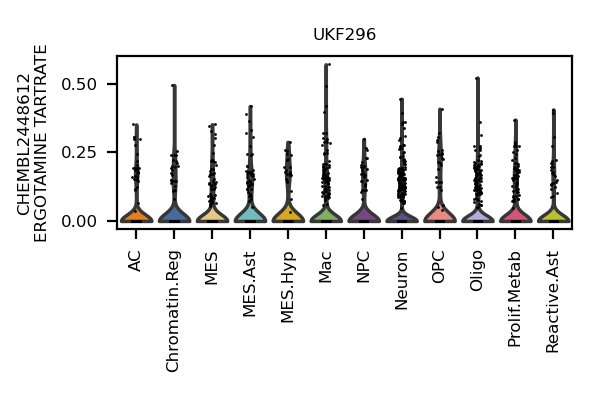 UKF296
CHEMBL2448612
ERGOTAMINE TARTRATE
0.50
0.25
0.00
AC
Chromatin.Reg
MES
MES.Ast
MES.Hyp
Mac
NPC
Neuron
OPC
Oligo
Prolif.Metab
Reactive.Ast